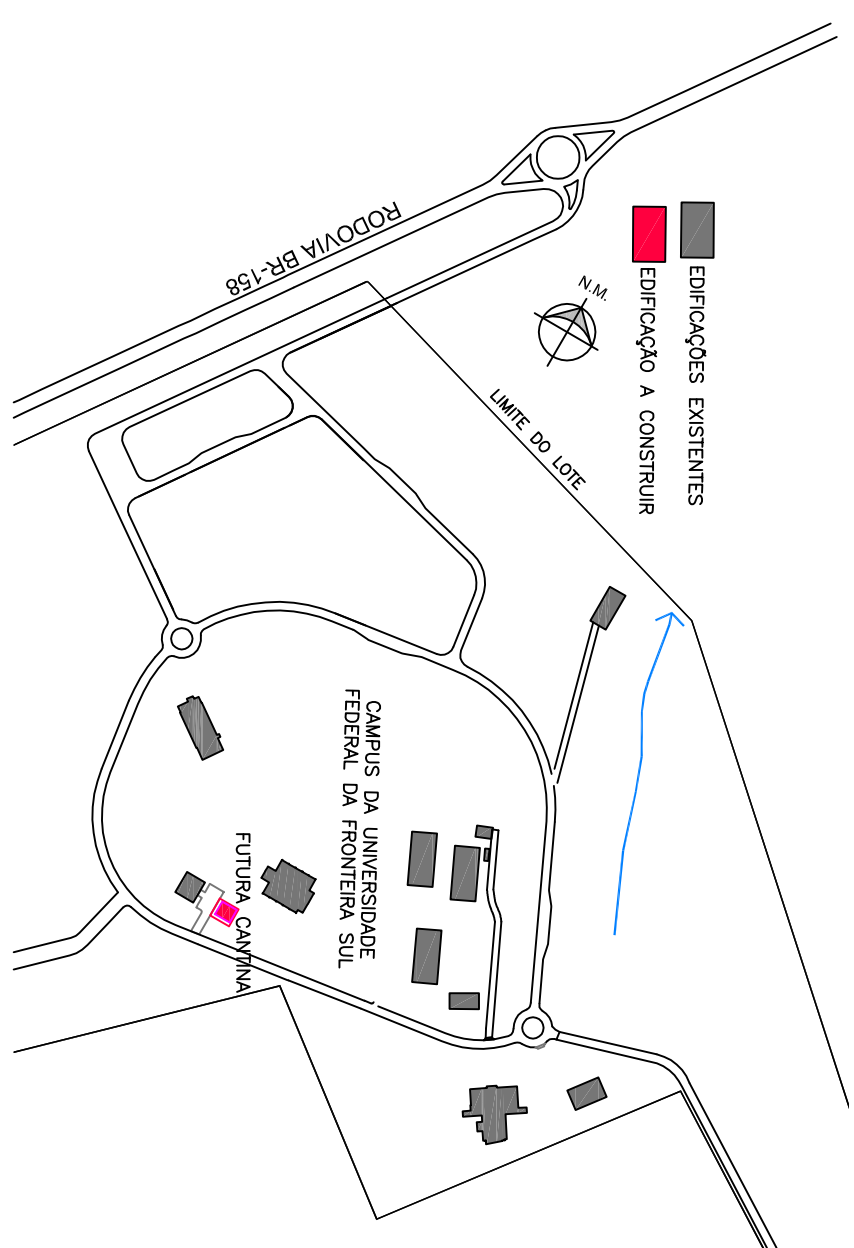 RODOVIA BR-158
N.M.
EDIFICAÇÕES EXISTENTES
EDIFICAÇÃO A CONSTRUIR
LIMITE DO LOTE
CAMPUS DA UNIVERSIDADE
FEDERAL DA FRONTEIRA SUL
FUTURA CANTINA